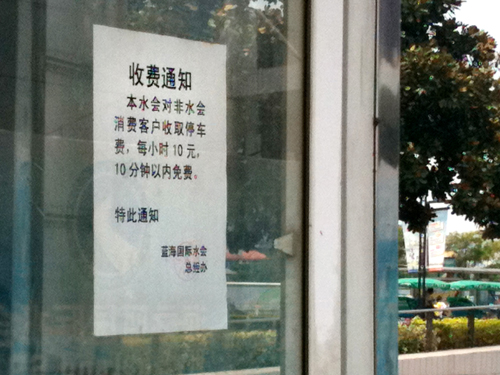 收费通知
本水会对非水会
消费客户收取停车
费，每小时10元，
10分钟以内免费。
特此通知
蓝海国际水会
总经办